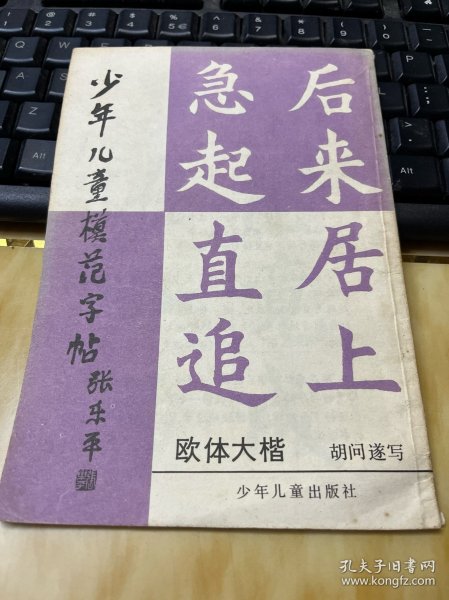 少年儿童模范字帖
张乐平
后来居上
急起直追
欧体大楷
胡问遂写
少年儿童出版社
孔夫子旧书网
www.kongfz.com